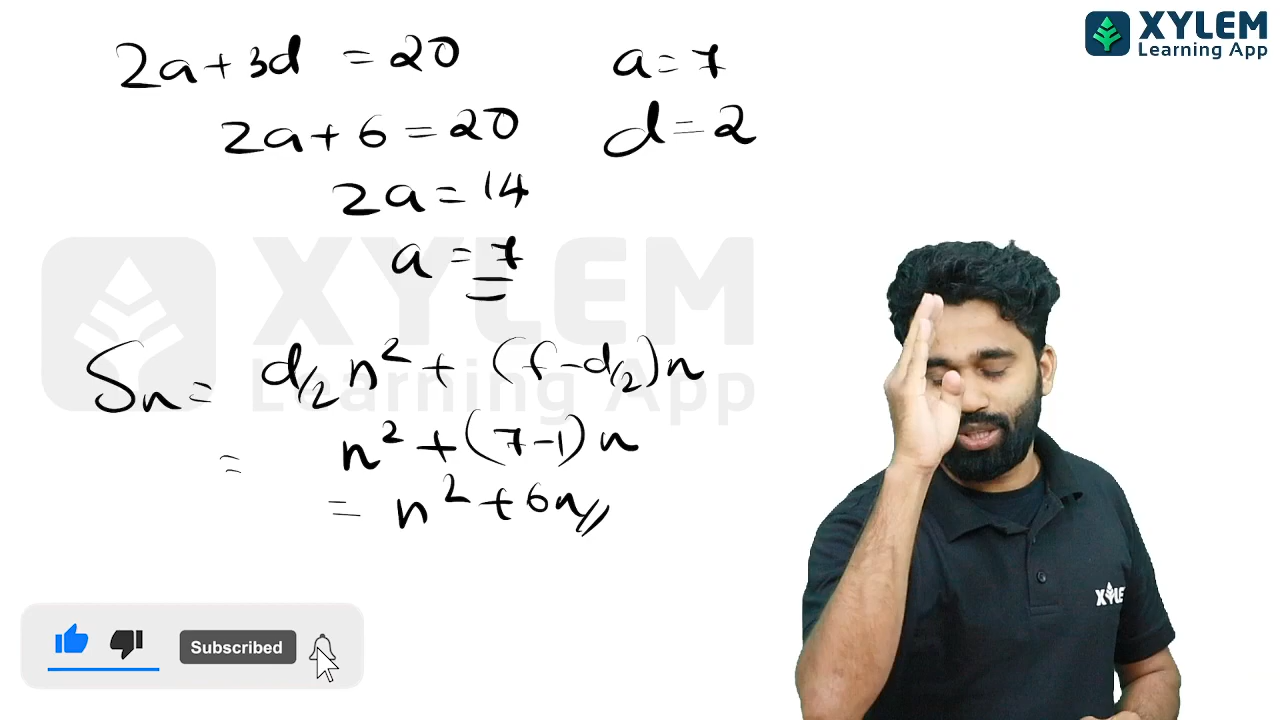 XYLEM
Learning App
2a+3d = 20
a=7
2a+6=20
d=2
2a=14
a=7
XYLEM
Learning App
Sn= d/2 n² + (f-d/2)n
= n²+(7-1)n
= n²+6n//
XYLE
Subscribed